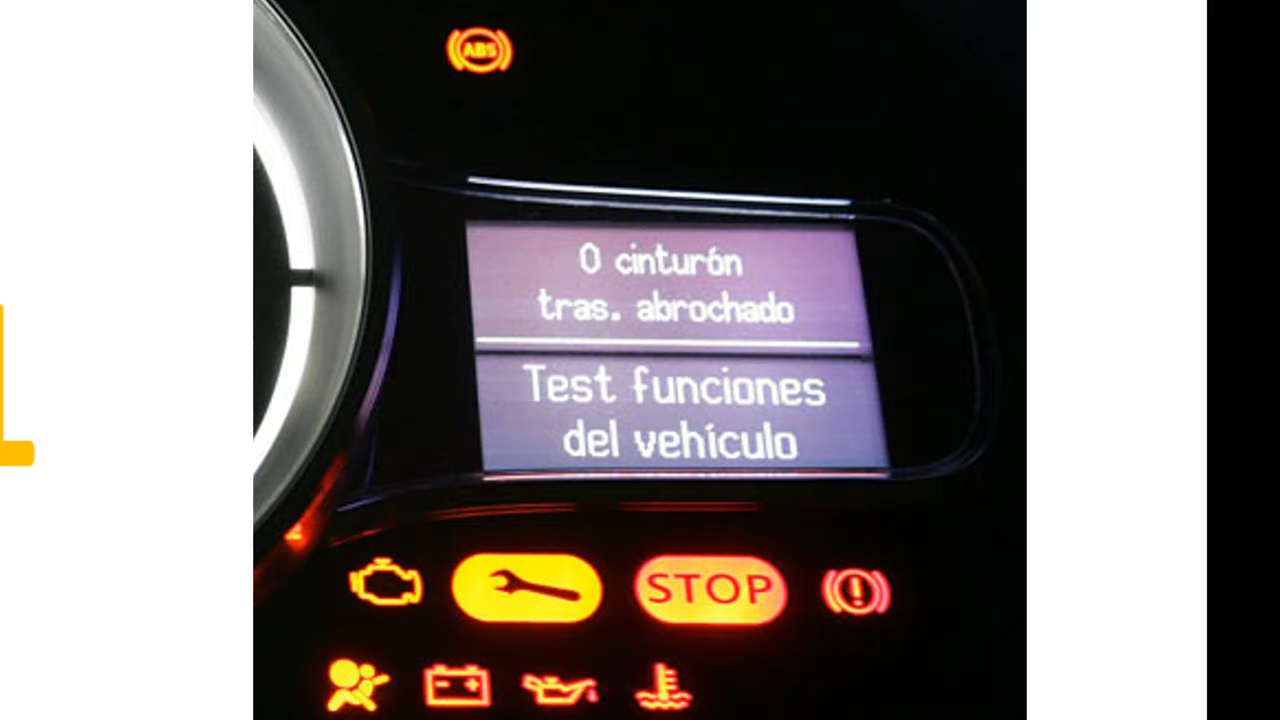 ABS
0 cinturón
tras. abrochado
Test funciones
del vehículo
STOP